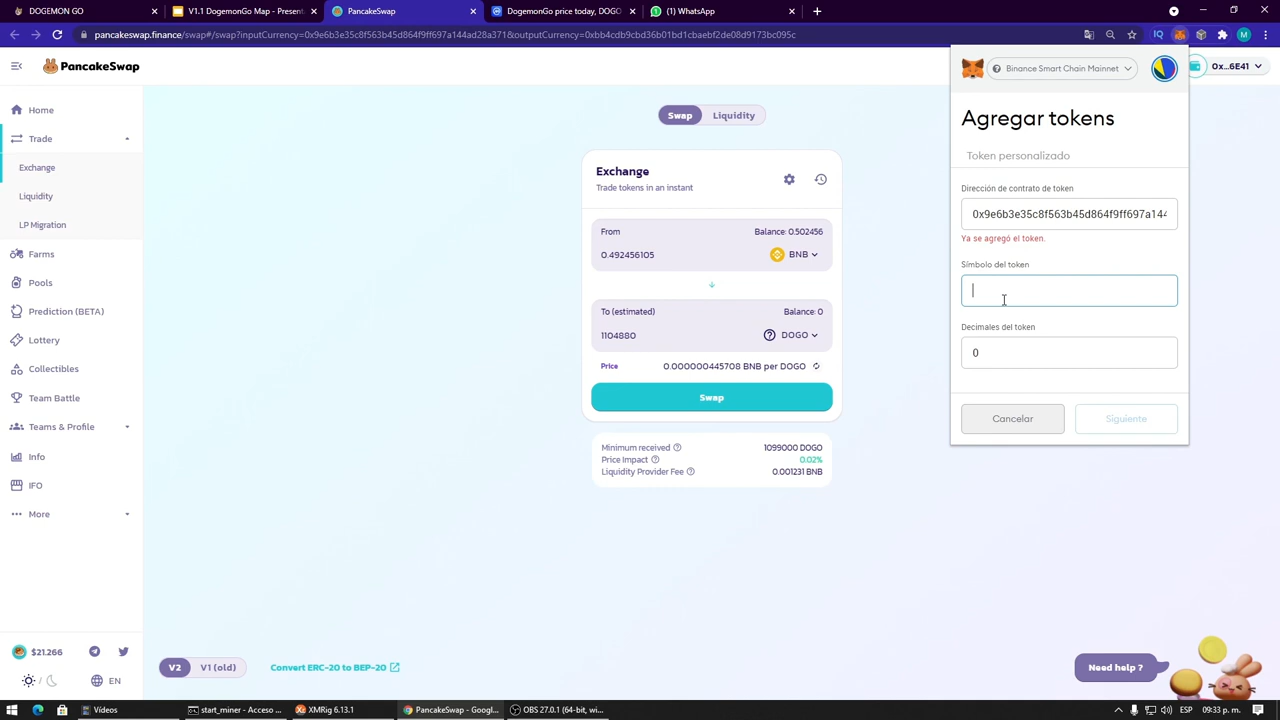 DOGEMON GO
V1.1 DogemonGo Map - Present
PancakeSwap
DogemonGo price today, DOGO
(1) WhatsApp
pancakeswap.finance/swap#/swap?inputCurrency=0x9e6b3e35c8f563b45d864f9ff697a144ad28a371&outputCurrency=0xbb4cdb9cbd36b01bd1cbaebf2de08d9173bc095c
PancakeSwap
0x...6E41
Home
Trade
Exchange
Liquidity
LP Migration
Farms
Pools
Prediction (BETA)
Lottery
Collectibles
Team Battle
Teams & Profile
Info
IFO
More
$21.266
EN
Swap
Liquidity
Exchange
Trade tokens in an instant
From
Balance: 0.502456
0.492456105
BNB
To (estimated)
Balance: 0
1104880
DOGO
Price
0.000000445708 BNB per DOGO
Swap
Minimum received
1099000 DOGO
Price Impact
0.02%
Liquidity Provider Fee
0.001231 BNB
V2
V1 (old)
Convert ERC-20 to BEP-20
Need help ?
Binance Smart Chain Mainnet
Agregar tokens
Token personalizado
Dirección de contrato de token
0x9e6b3e35c8f563b45d864f9ff697a144
Ya se agregó el token.
Símbolo del token
Decimales del token
0
Cancelar
Siguiente
Vídeos
start_miner - Acceso ...
XMRig 6.13.1
PancakeSwap - Googl...
OBS 27.0.1 (64-bit, wi...
ESP
09:33 p. m.